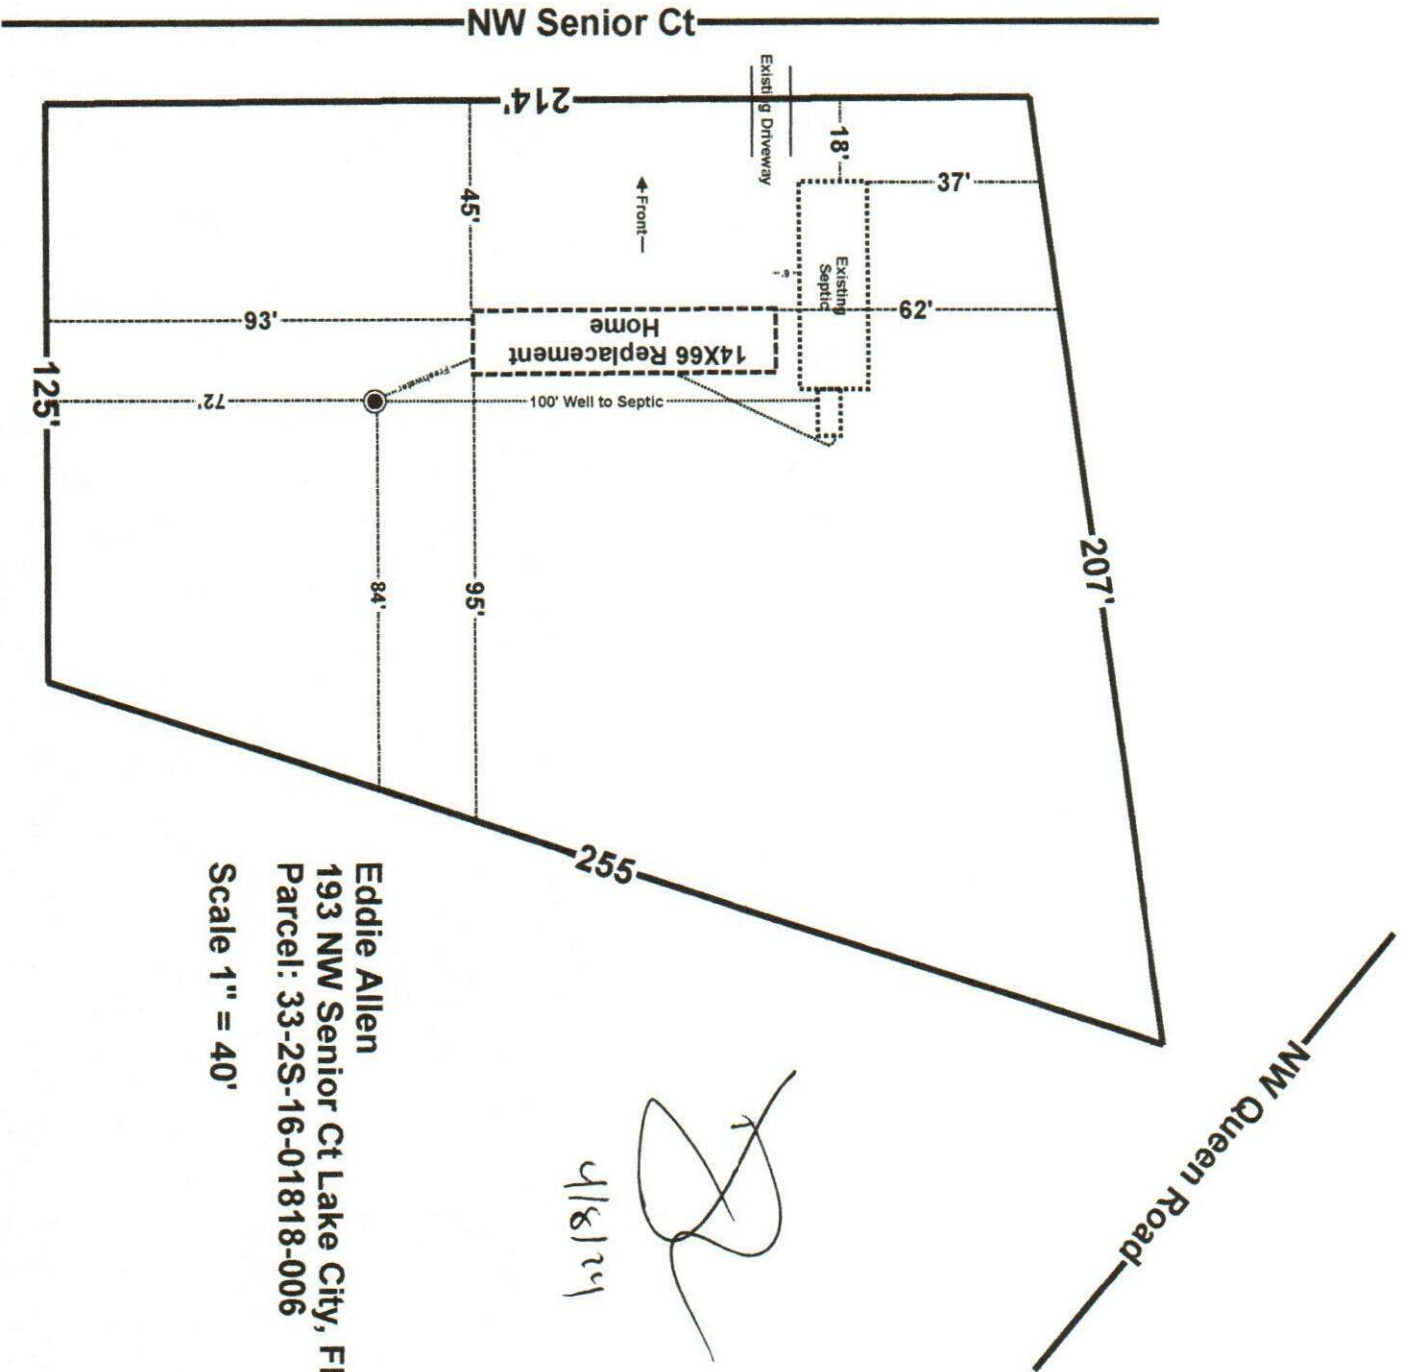 NW Senior Ct
214'
Existing Driveway
18'
37'
45'
Front
Existing
Septic
6'
62'
93'
14X66 Replacement
Home
125'
Freshwater
72'
100' Well to Septic
84'
95'
207'
255
NW Queen Road
Eddie Allen
193 NW Senior Ct Lake City, Fl
Parcel: 33-2S-16-01818-006
Scale 1" = 40'
4/8/24